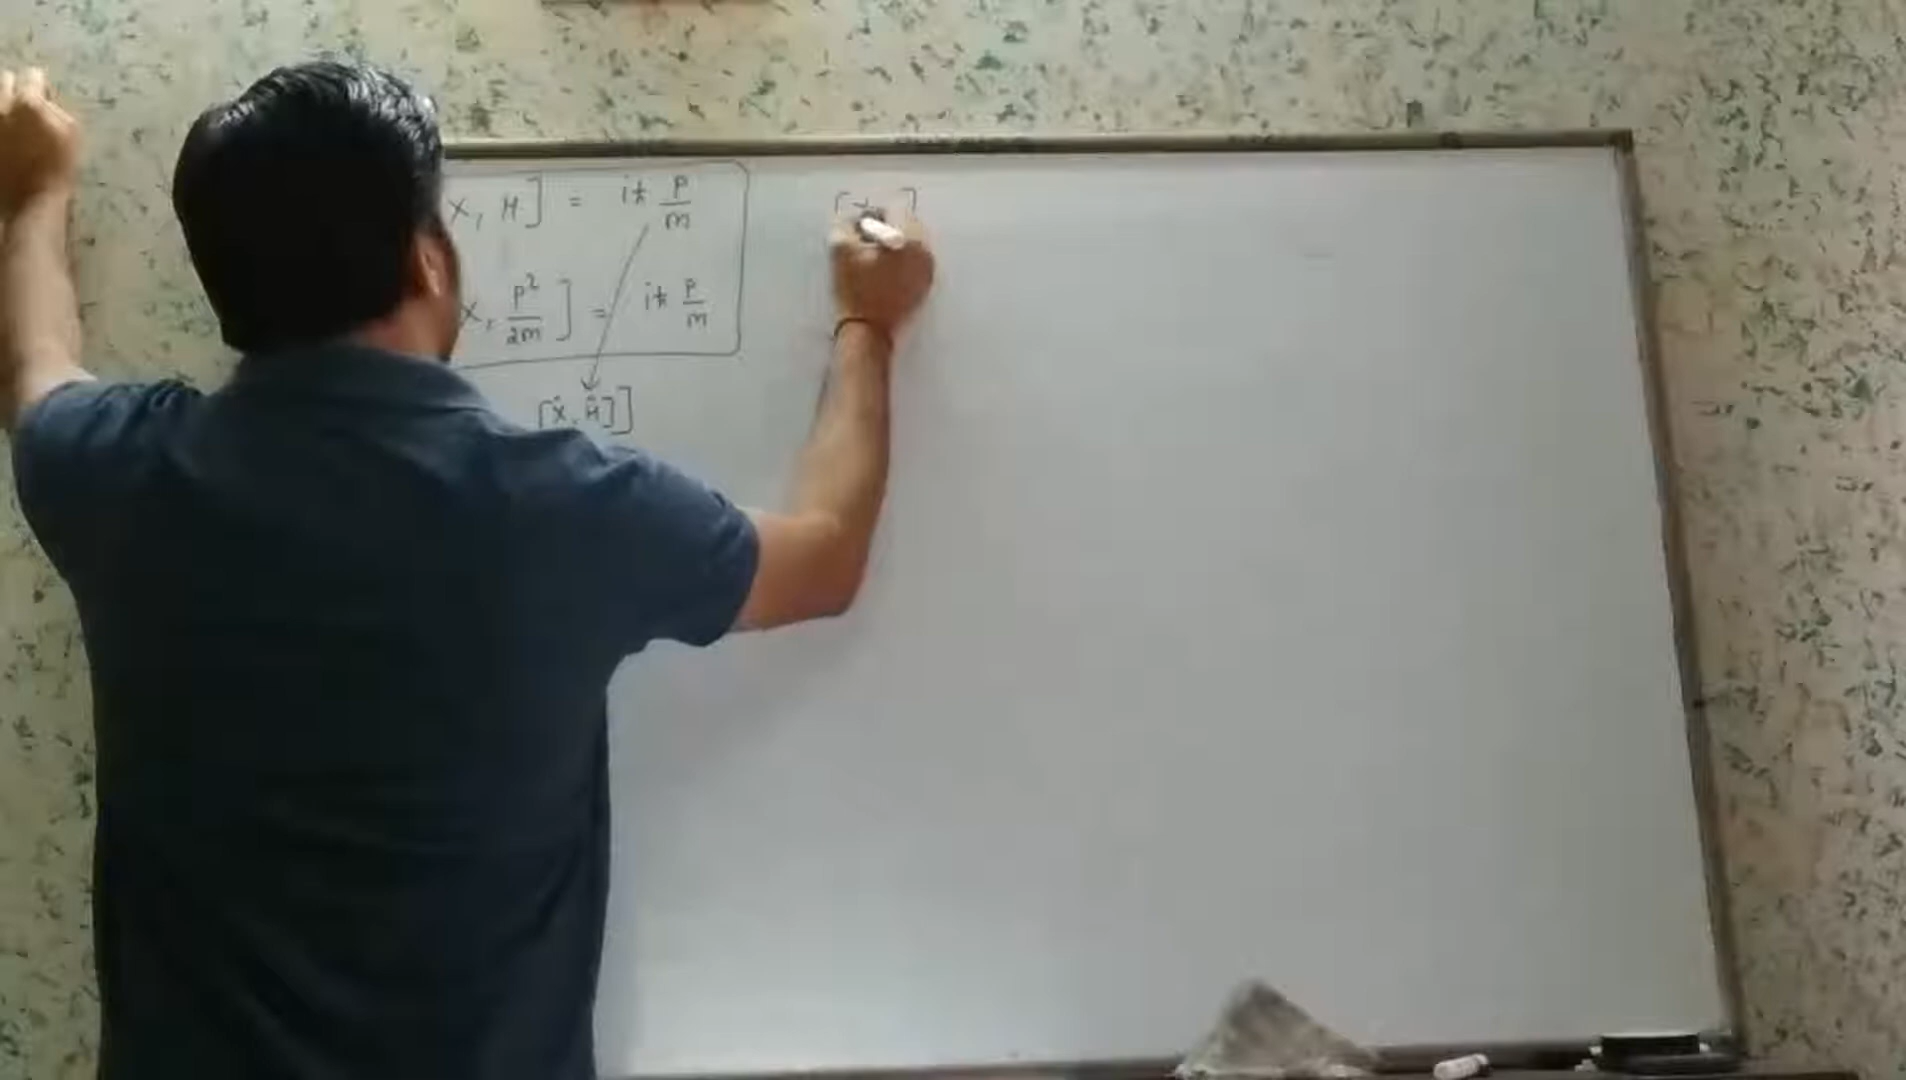 x, H] = iħ p/m
x, p²/2m] = iħ p/m
[x̂, Ĥ]]
[x